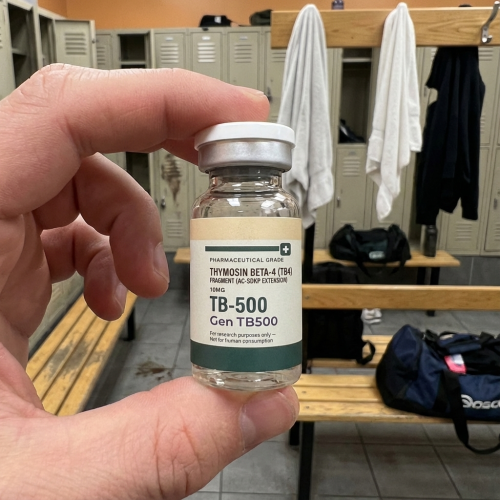 PHARMACEUTICAL GRADE
THYMOSIN BETA-4 (TB4)
FRAGMENT (AC-SDKP EXTENSION)
10MG
TB-500
Gen TB500
For research purposes only —
Not for human consumption